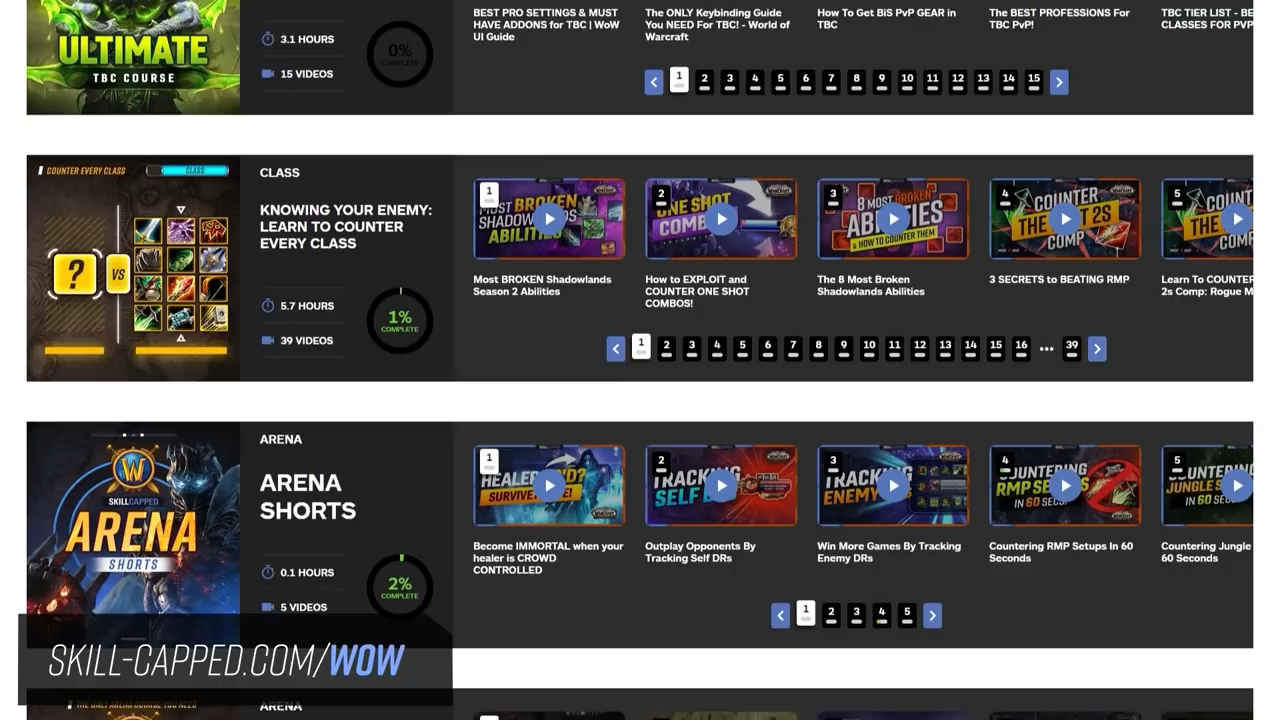 ULTIMATE
TBC COURSE
3.1 HOURS
15 VIDEOS
0%
COMPLETE
BEST PRO SETTINGS & MUST
HAVE ADDONS for TBC | WoW
UI Guide
The ONLY Keybinding Guide
You NEED For TBC! - World of
Warcraft
How To Get BiS PvP GEAR in
TBC
The BEST PROFESSIONS For
TBC PvP!
TBC TIER LIST - BE
CLASSES FOR PVP
1 2 3 4 5 6 7 8 9 10 11 12 13 14 15
COUNTER EVERY CLASS
CLASS
? VS
CLASS
KNOWING YOUR ENEMY:
LEARN TO COUNTER
EVERY CLASS
5.7 HOURS
39 VIDEOS
1%
COMPLETE
1
MOST BROKEN
SHADOWLANDS
ABILITIES
Most BROKEN Shadowlands
Season 2 Abilities
2
ONE SHOT
How to EXPLOIT and
COUNTER ONE SHOT
COMBOS!
3
8 MOST BROKEN
ABILITIES
& HOW TO COUNTER THEM
The 8 Most Broken
Shadowlands Abilities
4
COUNTER
COMP
3 SECRETS to BEATING RMP
5
Learn To COUNTER
2s Comp: Rogue M
1 2 3 4 5 6 7 8 9 10 11 12 13 14 15 16 ... 39
SKILLCAPPED
ARENA
SHORTS
ARENA
ARENA
SHORTS
0.1 HOURS
5 VIDEOS
2%
COMPLETE
1
HEALER
Become IMMORTAL when your
healer is CROWD
CONTROLLED
2
TRACKING
Outplay Opponents By
Tracking Self DRs
3
TRACKING
Win More Games By Tracking
Enemy DRs
4
RMP
IN 60
Countering RMP Setups In 60
Seconds
5
IN 60 SEC
Countering Jungle
60 Seconds
1 2 3 4 5
SKILL-CAPPED.COM/WOW
THE ONLY ARENA COURSE YOU NEED
ARENA